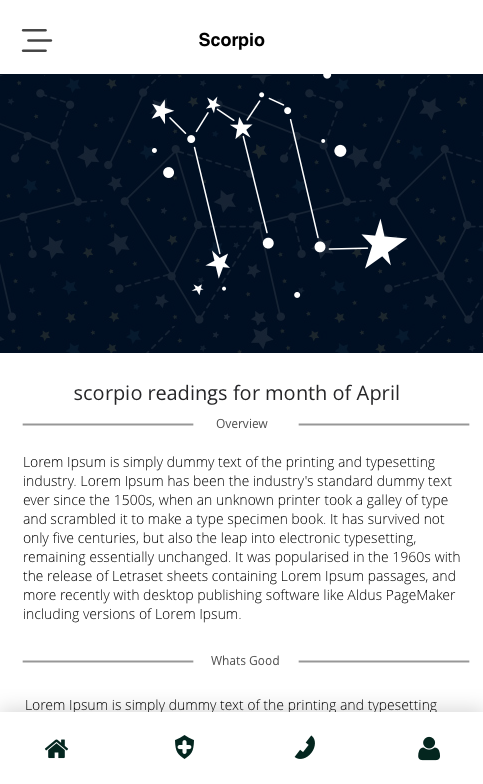 Scorpio
scorpio readings for month of April
Overview
Lorem Ipsum is simply dummy text of the printing and typesetting
industry. Lorem Ipsum has been the industry's standard dummy text
ever since the 1500s, when an unknown printer took a galley of type
and scrambled it to make a type specimen book. It has survived not
only five centuries, but also the leap into electronic typesetting,
remaining essentially unchanged. It was popularised in the 1960s with
the release of Letraset sheets containing Lorem Ipsum passages, and
more recently with desktop publishing software like Aldus PageMaker
including versions of Lorem Ipsum.
Whats Good
Lorem Ipsum is simply dummy text of the printing and typesetting